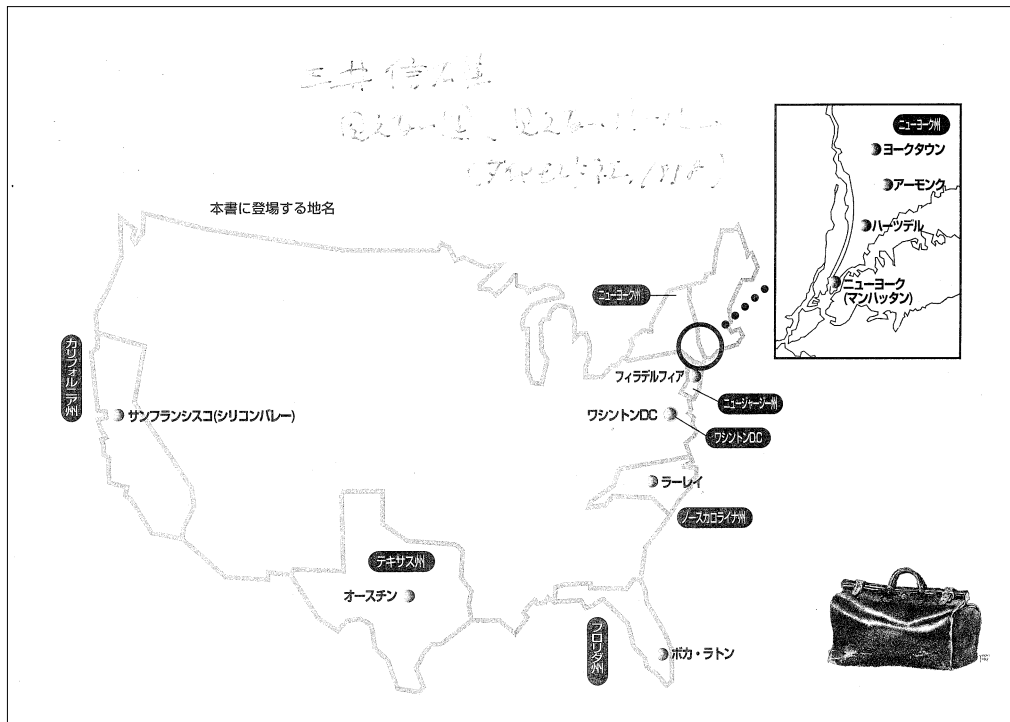 三井信
本書に登場する地名
ニューヨーク州
ヨークタウン
アーモンク
ハーツデル
ニューヨーク
(マンハッタン)
ニューヨーク州
カリフォルニア州
サンフランシスコ(シリコンバレー)
フィラデルフィア
ニュージャージー州
ワシントンDC
ワシントンD.C
ラーレイ
ノースカロライナ州
テキサス州
オースチン
フロリダ州
ボカ・ラトン